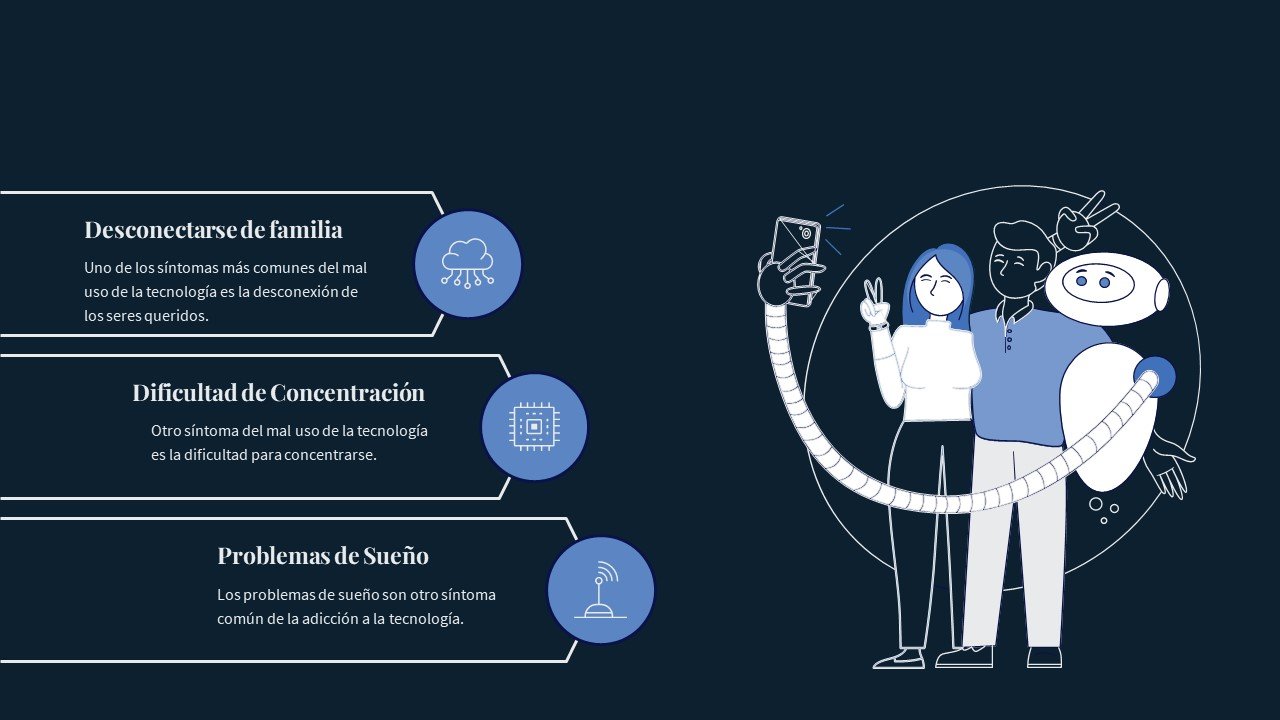 Desconectarse de familia
Uno de los síntomas más comunes del mal
uso de la tecnología es la desconexión de
los seres queridos.
Dificultad de Concentración
Otro síntoma del mal uso de la tecnología
es la dificultad para concentrarse.
Problemas de Sueño
Los problemas de sueño son otro síntoma
común de la adicción a la tecnología.